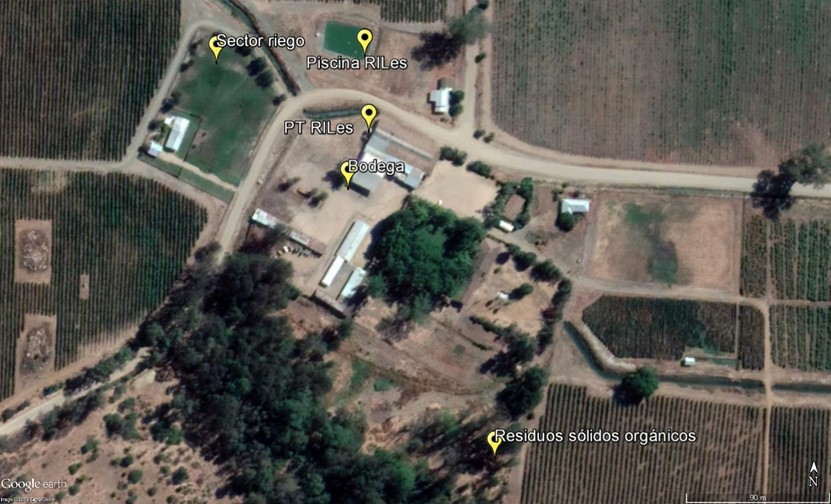 Sector riego
Piscina RILes
PT RILes
Bodega
Residuos sólidos orgánicos
Google earth
N
90 m